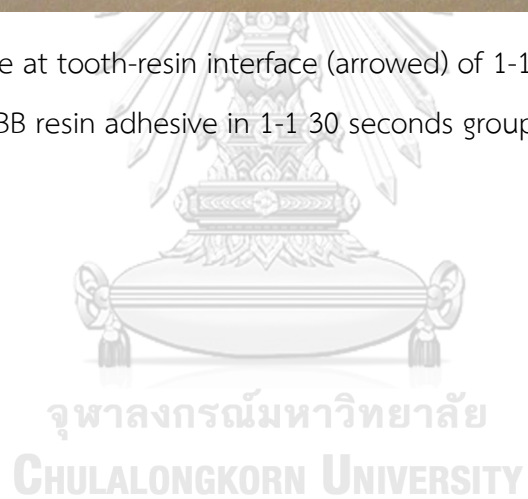 e at tooth-resin interface (arrowed) of 1-1
BB resin adhesive in 1-1 30 seconds group
จุฬาลงกรณ์มหาวิทยาลัย
CHULALONGKORN UNIVERSITY